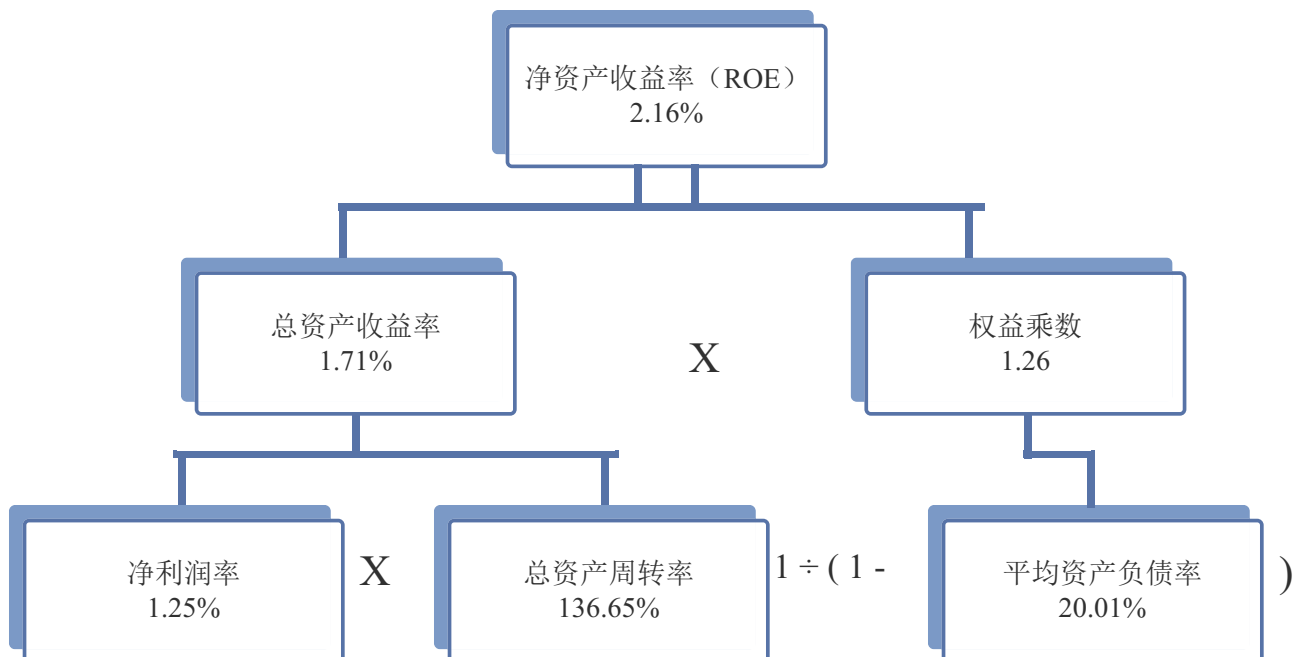 净资产收益率（ROE）
2.16%
总资产收益率
1.71%
X
权益乘数
1.26
净利润率
1.25%
X
总资产周转率
136.65%
1 ÷ ( 1 -
平均资产负债率
20.01%
)